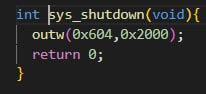 int sys_shutdown(void){
  outw(0x604,0x2000);
  return 0;
}